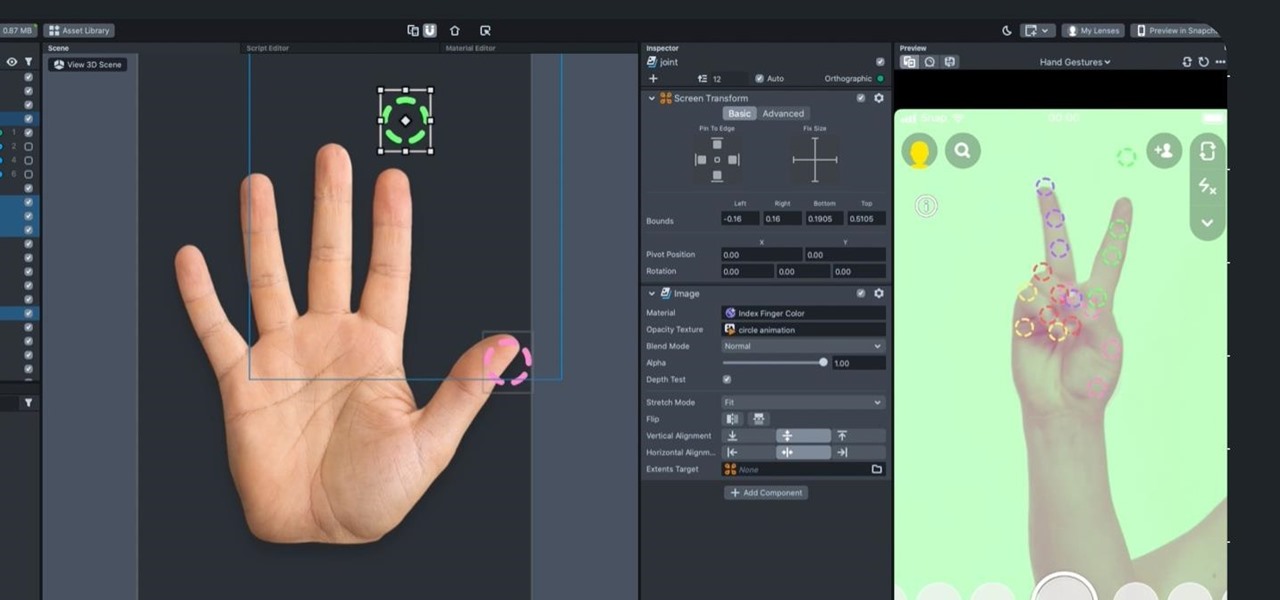 0.87 MB
Asset Library
My Lenses
Preview in Snapch
Scene
Script Editor
Material Editor
Inspector
Preview
View 3D Scene
joint
Hand Gestures
12
Auto
Orthographic
Screen Transform
Basic
Advanced
Snap
00:00
Pin To Edge
Fix Size
1
2
4
6
Left
Right
Bottom
Top
Bounds
-0.16
0.16
0.1905
0.5105
X
Y
Pivot Position
0.00
0.00
Rotation
0.00
0.00
0.00
Image
Material
Index Finger Color
Opacity Texture
circle animation
Blend Mode
Normal
Alpha
1.00
Depth Test
Stretch Mode
Fit
Flip
Vertical Alignment
Horizontal Alignm...
Extents Target
None
Add Component